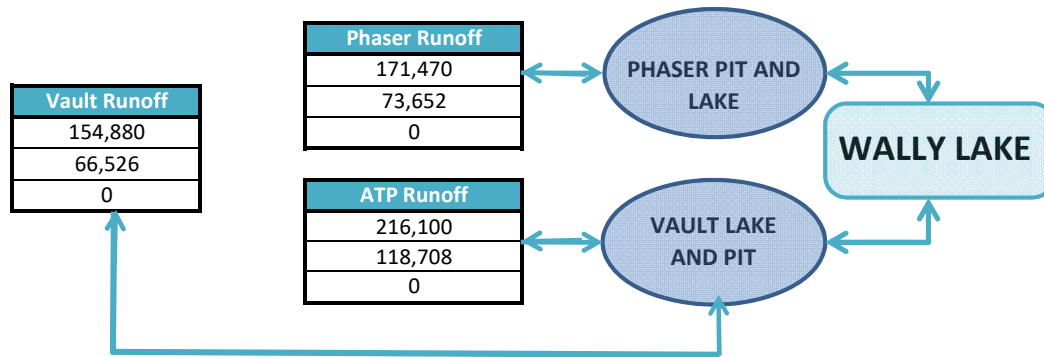 Vault Runoff
154,880
66,526
0
Phaser Runoff
171,470
73,652
0
ATP Runoff
216,100
118,708
0
PHASER PIT AND
LAKE
VAULT LAKE
AND PIT
WALLY LAKE